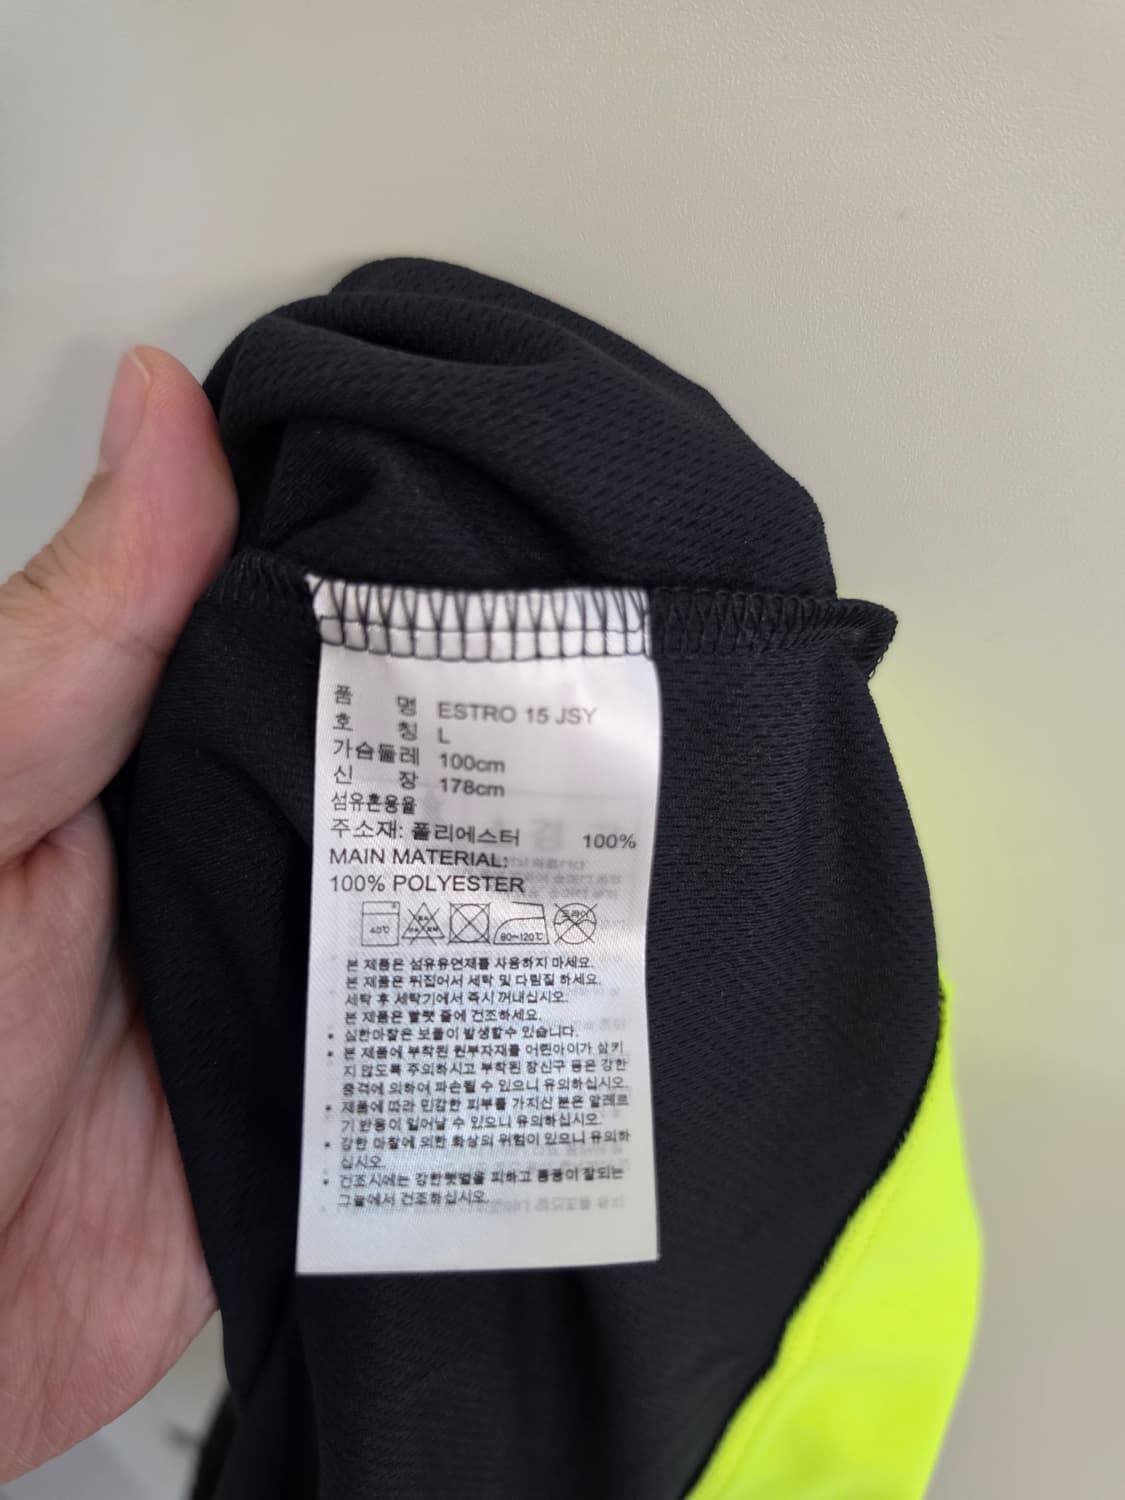 품 명 ESTRO 15 JSY
호 칭 L
가슴둘레 100cm
신 장 178cm
섬유혼용율
주소재: 폴리에스터 100%
MAIN MATERIAL:
100% POLYESTER
40℃ 80~120℃ 드라이
본 제품은 섬유유연제를 사용하지 마세요.
본 제품은 뒤집어서 세탁 및 다림질 하세요.
세탁 후 세탁기에서 즉시 꺼내십시오.
본 제품은 빨랫 줄에 건조하세요.
• 심한마찰은 보풀이 발생할수 있습니다.
• 본 제품에 부착된 원부자재를 어린아이가 삼키
지 않도록 주의하시고 부착된 장신구 등은 강한
충격에 의하여 파손될 수 있으니 유의하십시오.
• 제품에 따라 민감한 피부를 가지신 분은 알레르
기 반응이 일어날 수 있으니 유의하십시오.
• 강한 마찰에 의한 화상의 위험이 있으니 유의하
십시오.
• 건조시에는 강한햇볕을 피하고 통풍이 잘되는
그늘에서 건조하십시오.